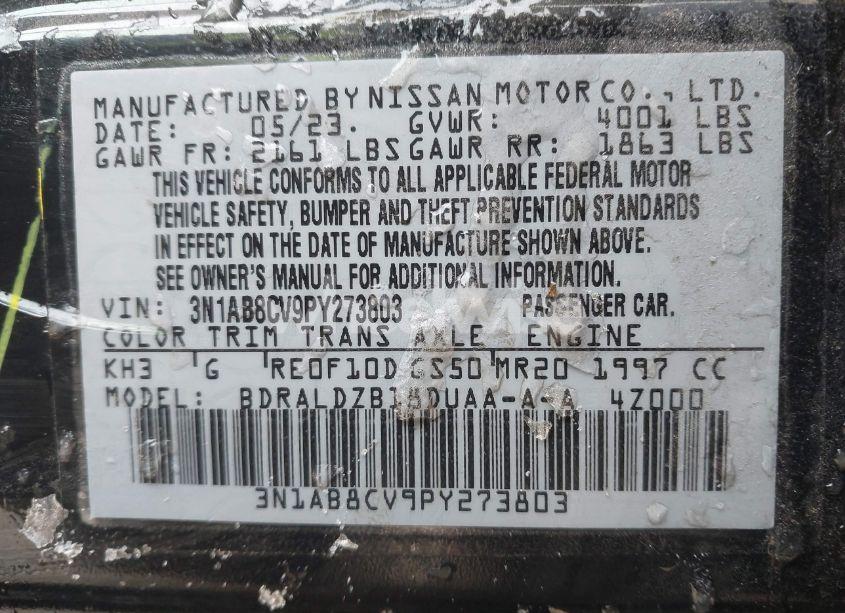 MANUFACTURED BY NISSAN MOTOR CO., LTD.
DATE: 05/23. GVWR: 4001 LBS
GAWR FR: 2161 LBS GAWR RR: 1863 LBS
THIS VEHICLE CONFORMS TO ALL APPLICABLE FEDERAL MOTOR
VEHICLE SAFETY, BUMPER AND THEFT PREVENTION STANDARDS
IN EFFECT ON THE DATE OF MANUFACTURE SHOWN ABOVE.
SEE OWNER'S MANUAL FOR ADDITIONAL INFORMATION.
VIN: 3N1AB8CV9PY273803 PASSENGER CAR.
COLOR TRIM TRANS AXLE ENGINE
KH3 G RE0F10D GS50 MR20 1997 CC
MODEL: 4Z000
3N1AB8CV9PY273803